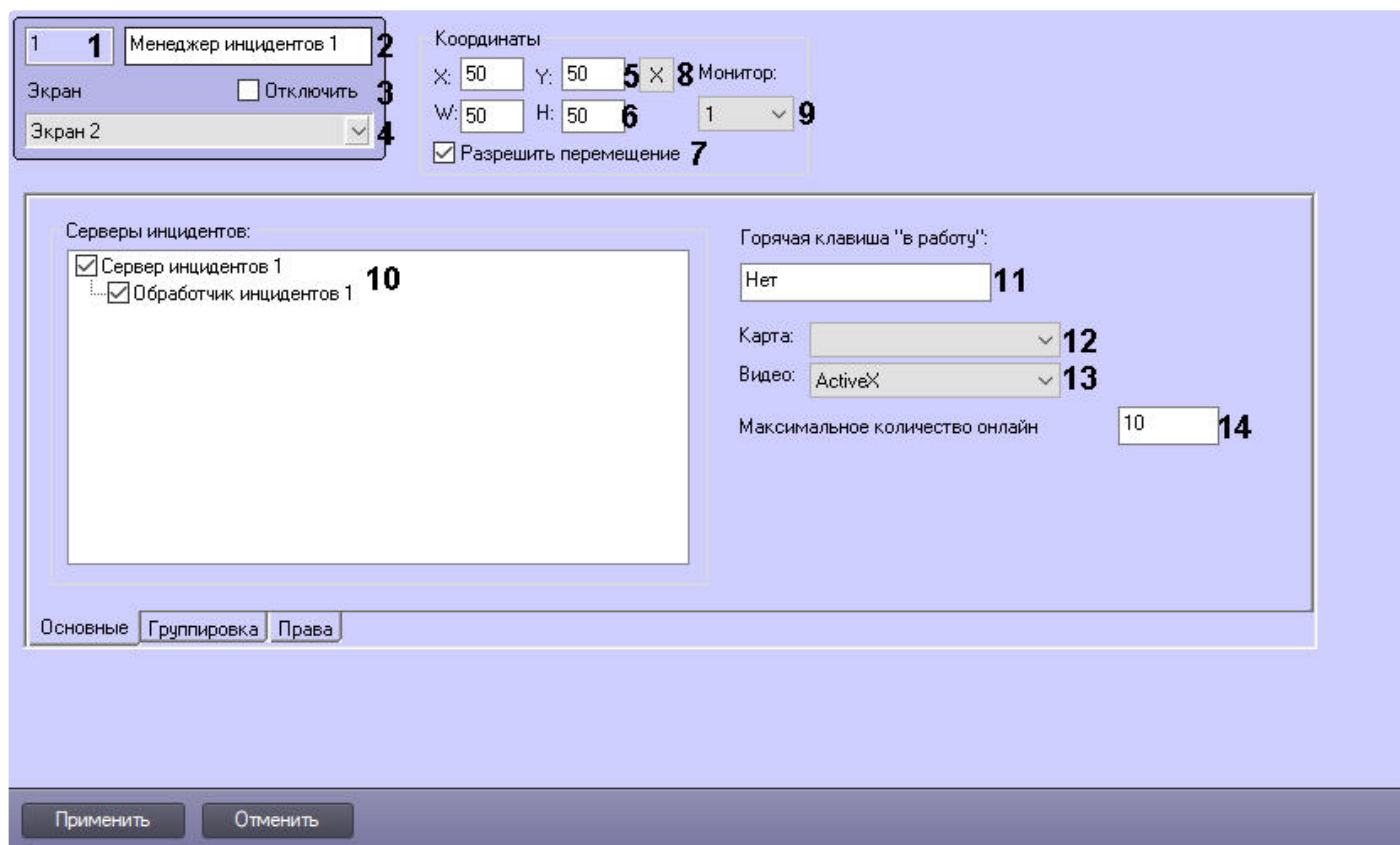 1 1 Менеджер инцидентов 1 2
Экран Отключить 3
Экран 2 4
Координаты
X: 50 Y: 50 5 X 8 Монитор:
W: 50 H: 50 6 1 9
Разрешить перемещение 7
Серверы инцидентов:
Сервер инцидентов 1
Обработчик инцидентов 1 10
Горячая клавиша "в работу":
Нет 11
Карта: 12
Видео: ActiveX 13
Максимальное количество онлайн 10 14
Основные Группировка Права
Применить Отменить